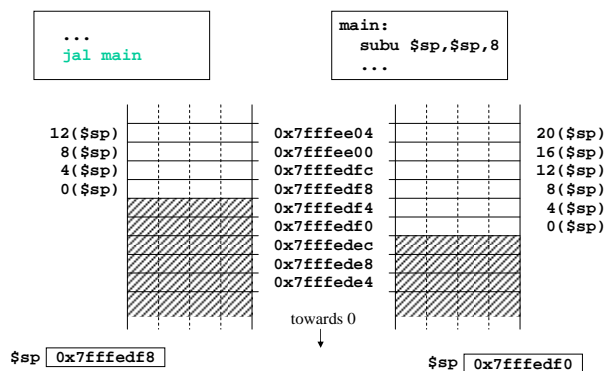 ...
jal main
main:
subu $sp,$sp,8
...
12($sp)
8($sp)
4($sp)
0($sp)
0x7fffee04
0x7fffee00
0x7fffedfc
0x7fffedf8
0x7fffedf4
0x7fffedf0
0x7fffedec
0x7fffede8
0x7fffede4
20($sp)
16($sp)
12($sp)
8($sp)
4($sp)
0($sp)
towards 0
$sp 0x7fffedf8
$sp 0x7fffedf0